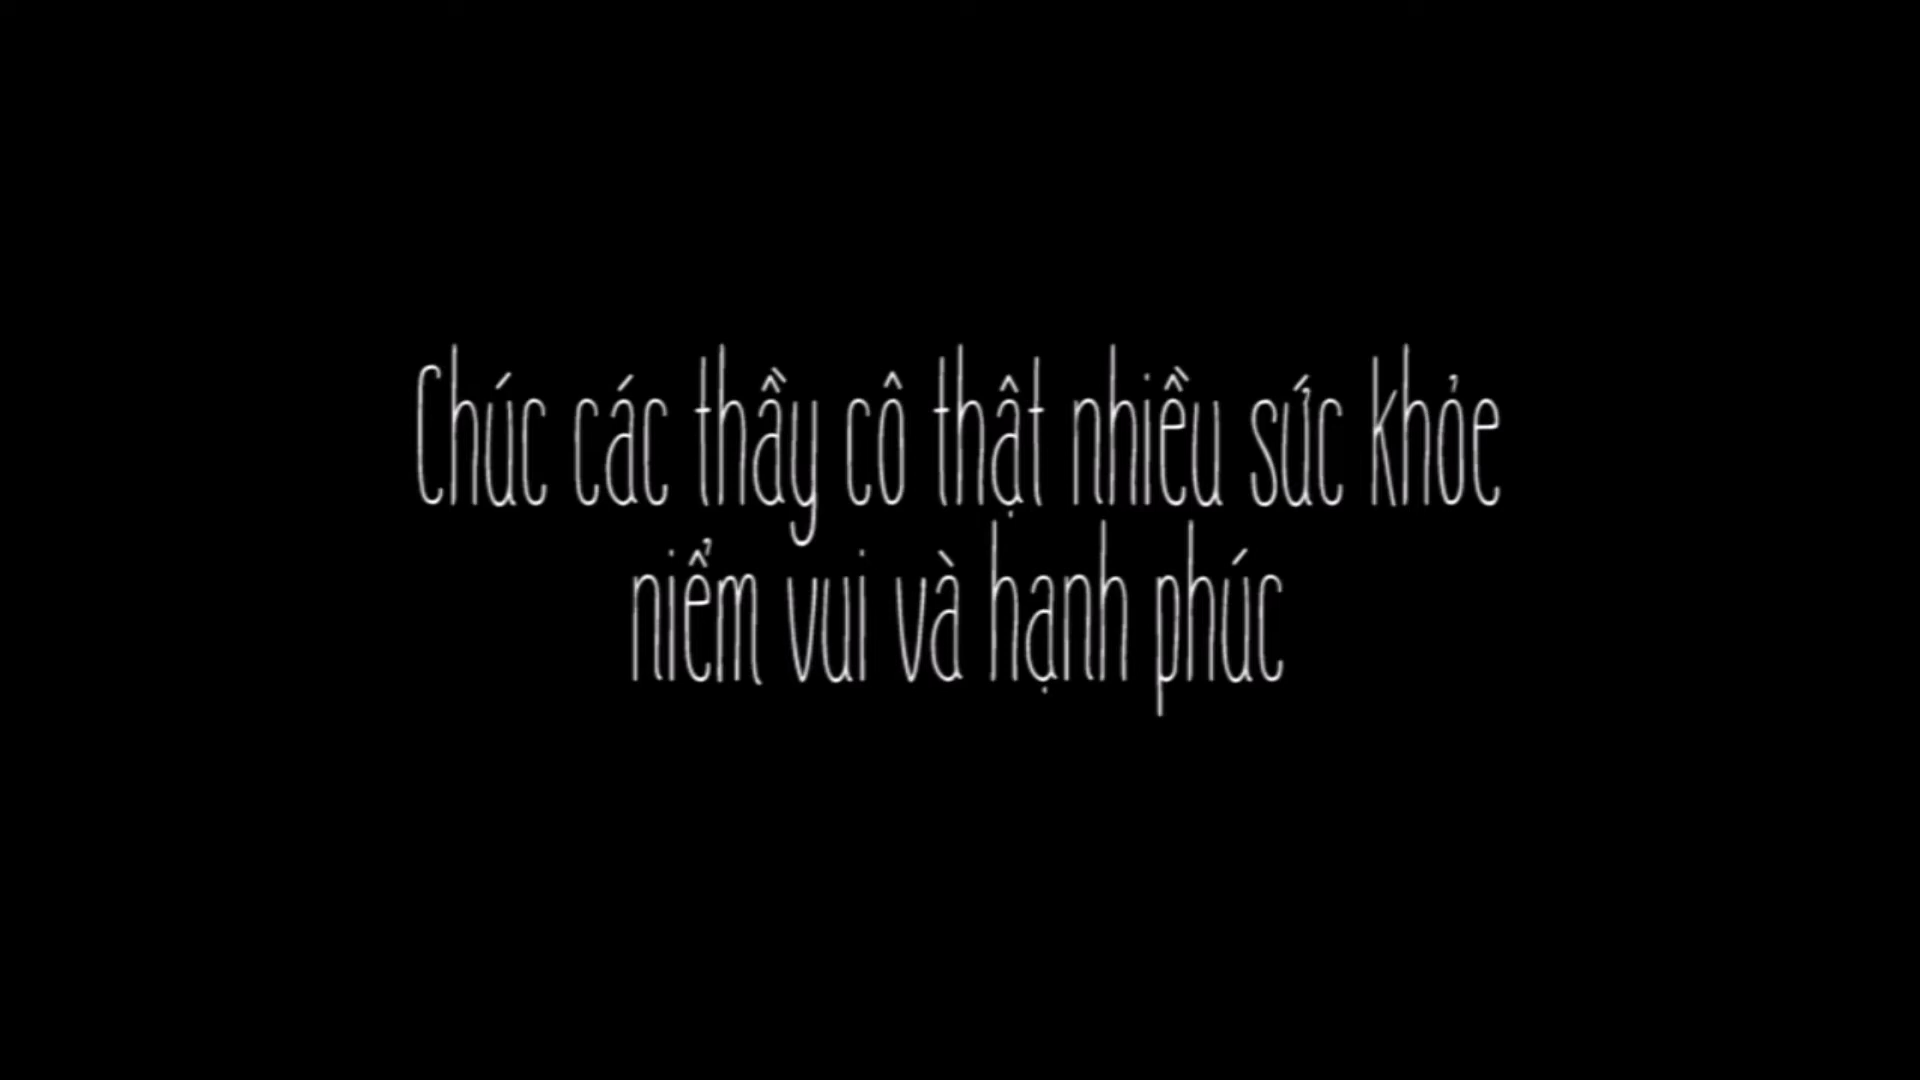 Chúc các thầy cô thật nhiều sức khỏe
niểm vui và hạnh phúc